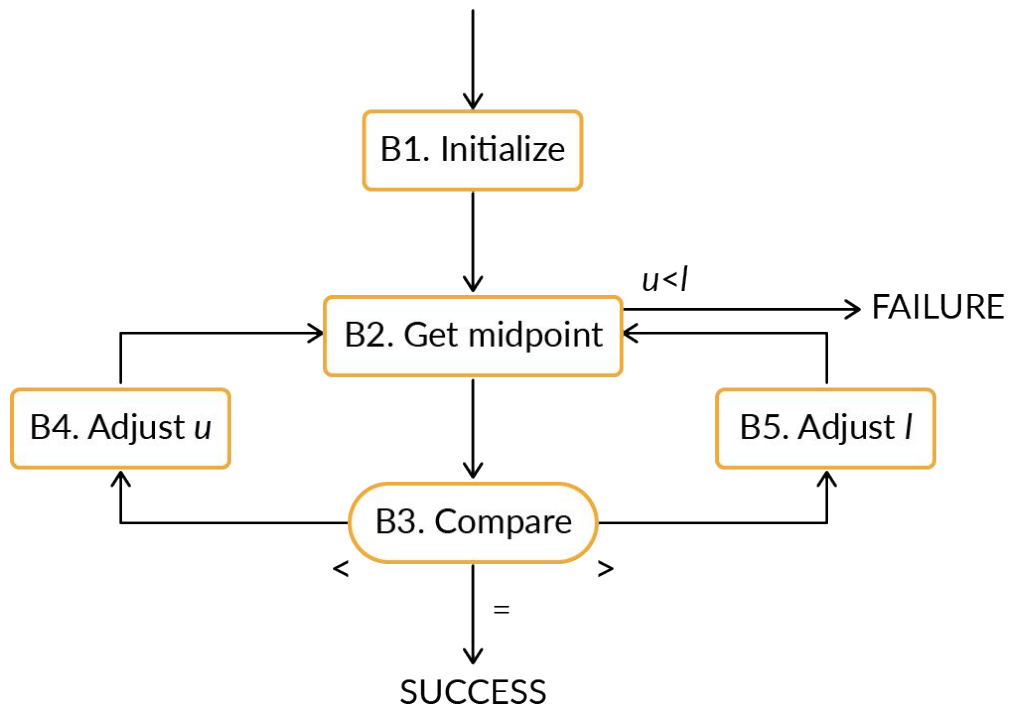 B1. Initialize
u<l
FAILURE
B2. Get midpoint
B4. Adjust u
B5. Adjust l
B3. Compare
<
>
=
SUCCESS